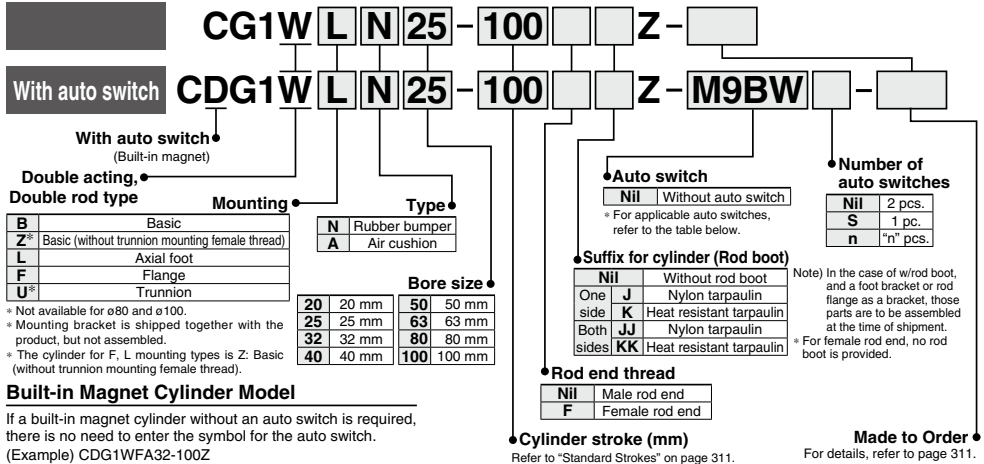 CG1W L N 25 - 100 Z -
With auto switch CDG1W L N 25 - 100 Z - M9BW -
With auto switch
(Built-in magnet)
Double acting,
Double rod type
Mounting
B Basic
Z* Basic (without trunnion mounting female thread)
L Axial foot
F Flange
U* Trunnion
* Not available for ø80 and ø100.
* Mounting bracket is shipped together with the
product, but not assembled.
* The cylinder for F, L mounting types is Z: Basic
(without trunnion mounting female thread).
Type
N Rubber bumper
A Air cushion
Bore size
20 20 mm 50 50 mm
25 25 mm 63 63 mm
32 32 mm 80 80 mm
40 40 mm 100 100 mm
Built-in Magnet Cylinder Model
If a built-in magnet cylinder without an auto switch is required,
there is no need to enter the symbol for the auto switch.
(Example) CDG1WFA32-100Z
Auto switch
Nil Without auto switch
* For applicable auto switches,
refer to the table below.
Suffix for cylinder (Rod boot)
Nil Without rod boot
One side J Nylon tarpaulin
K Heat resistant tarpaulin
Both sides JJ Nylon tarpaulin
KK Heat resistant tarpaulin
Rod end thread
Nil Male rod end
F Female rod end
Cylinder stroke (mm)
Refer to “Standard Strokes” on page 311.
Number of
auto switches
Nil 2 pcs.
S 1 pc.
n “n” pcs.
Note) In the case of w/rod boot,
and a foot bracket or rod
flange as a bracket, those
parts are to be assembled
at the time of shipment.
* For female rod end, no rod
boot is provided.
Made to Order
For details, refer to page 311.